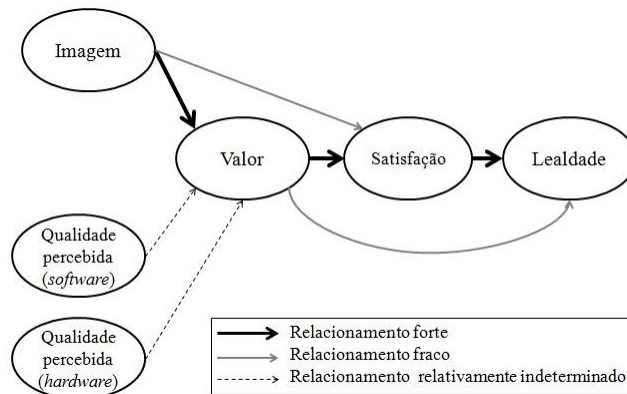 Imagem
Valor
Satisfação
Lealdade
Qualidade
percebida
(software)
Qualidade
percebida
(hardware)
Relacionamento forte
Relacionamento fraco
Relacionamento relativamente indeterminado